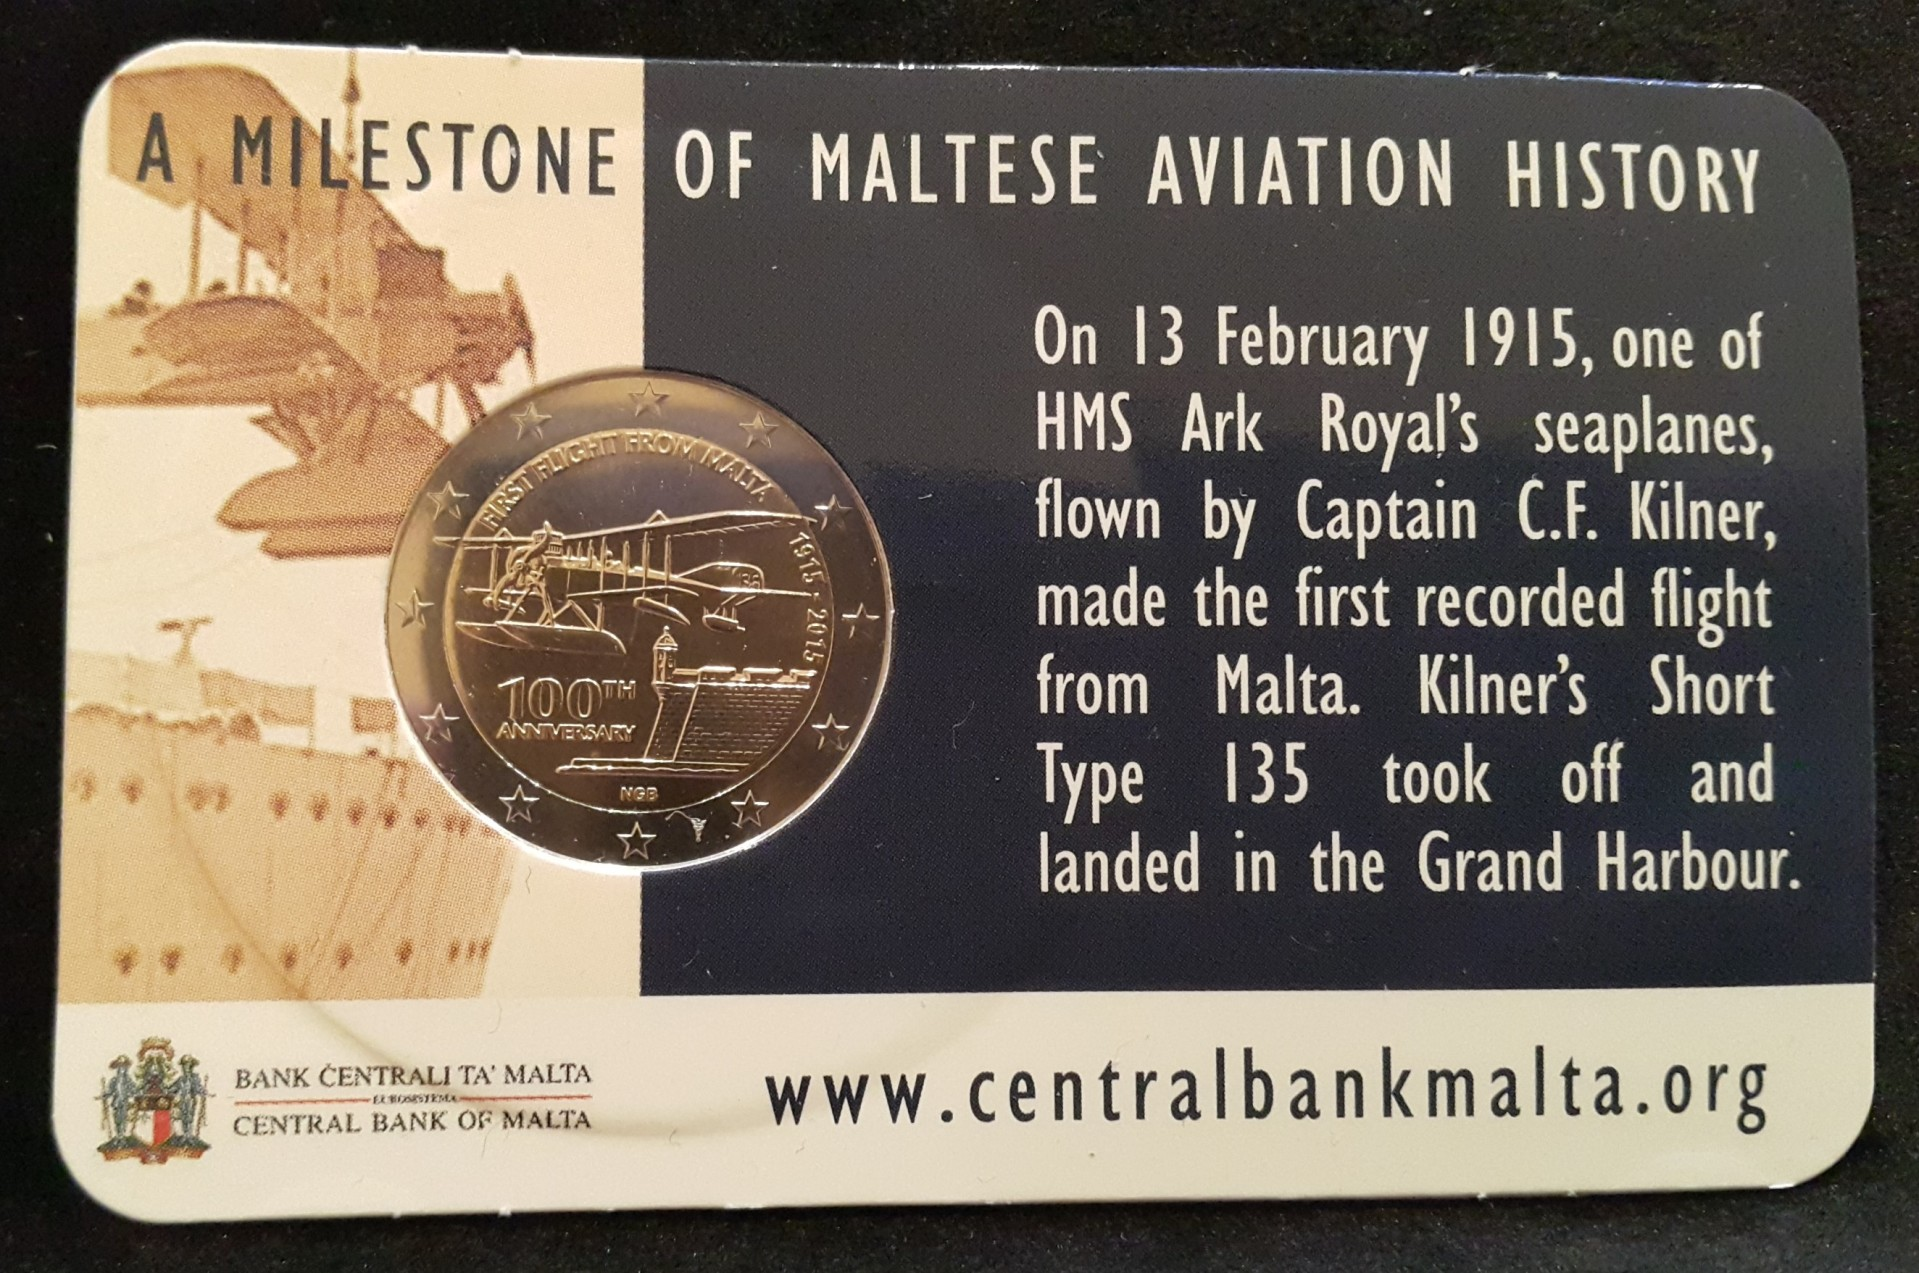 A MILESTONE OF MALTESE AVIATION HISTORY
On 13 February 1915, one of
HMS Ark Royal's seaplanes,
flown by Captain C.F. Kilner,
made the first recorded flight
from Malta. Kilner's Short
Type 135 took off and
landed in the Grand Harbour.
FIRST FLIGHT FROM MALTA
1915 - 2015
100TH
ANNIVERSARY
NGB
BANK ĊENTRALI TA' MALTA
EUROSISTEMA
CENTRAL BANK OF MALTA
www.centralbankmalta.org